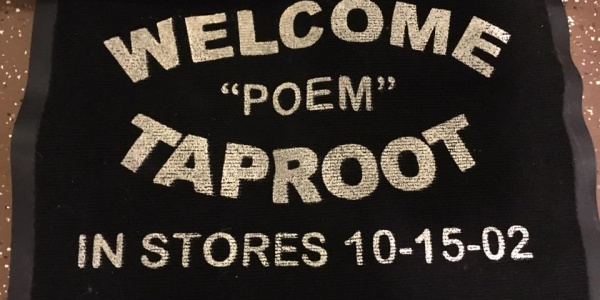 WELCOME
“POEM”
TAPROOT
IN STORES 10-15-02